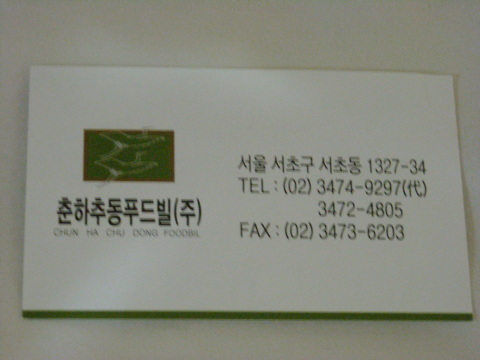 춘하추동푸드빌(주)
CHUN HA CHU DONG FOODBIL
서울 서초구 서초동 1327-34
TEL : (02) 3474-9297(代)
3472-4805
FAX : (02) 3473-6203